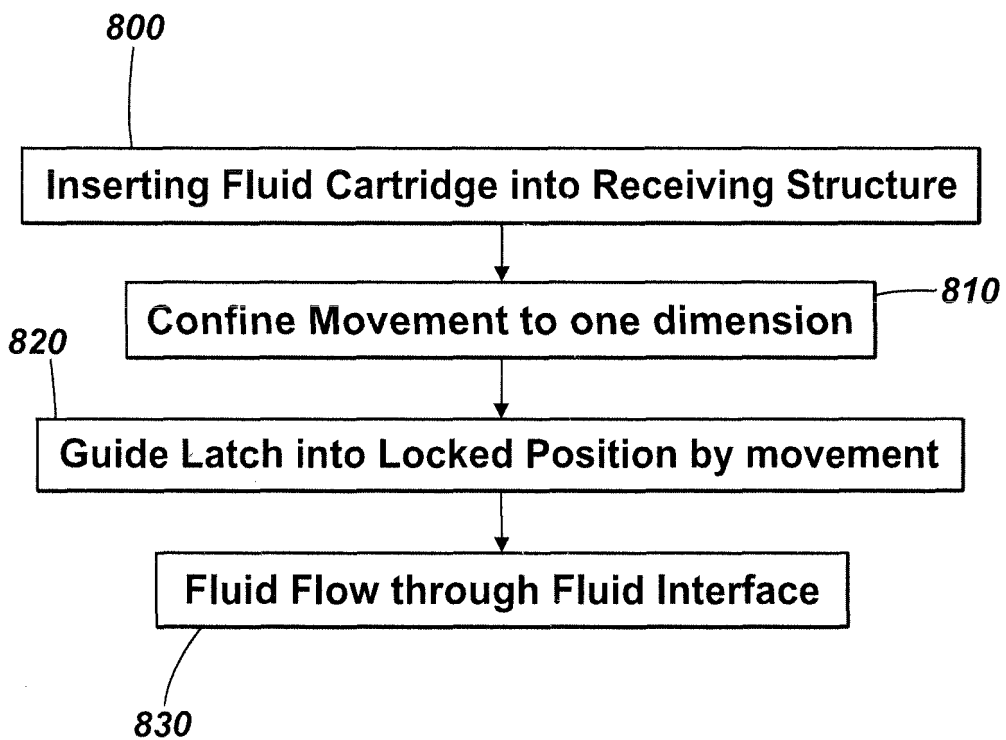 800
Inserting Fluid Cartridge into Receiving Structure
810
Confine Movement to one dimension
820
Guide Latch into Locked Position by movement
Fluid Flow through Fluid Interface
830